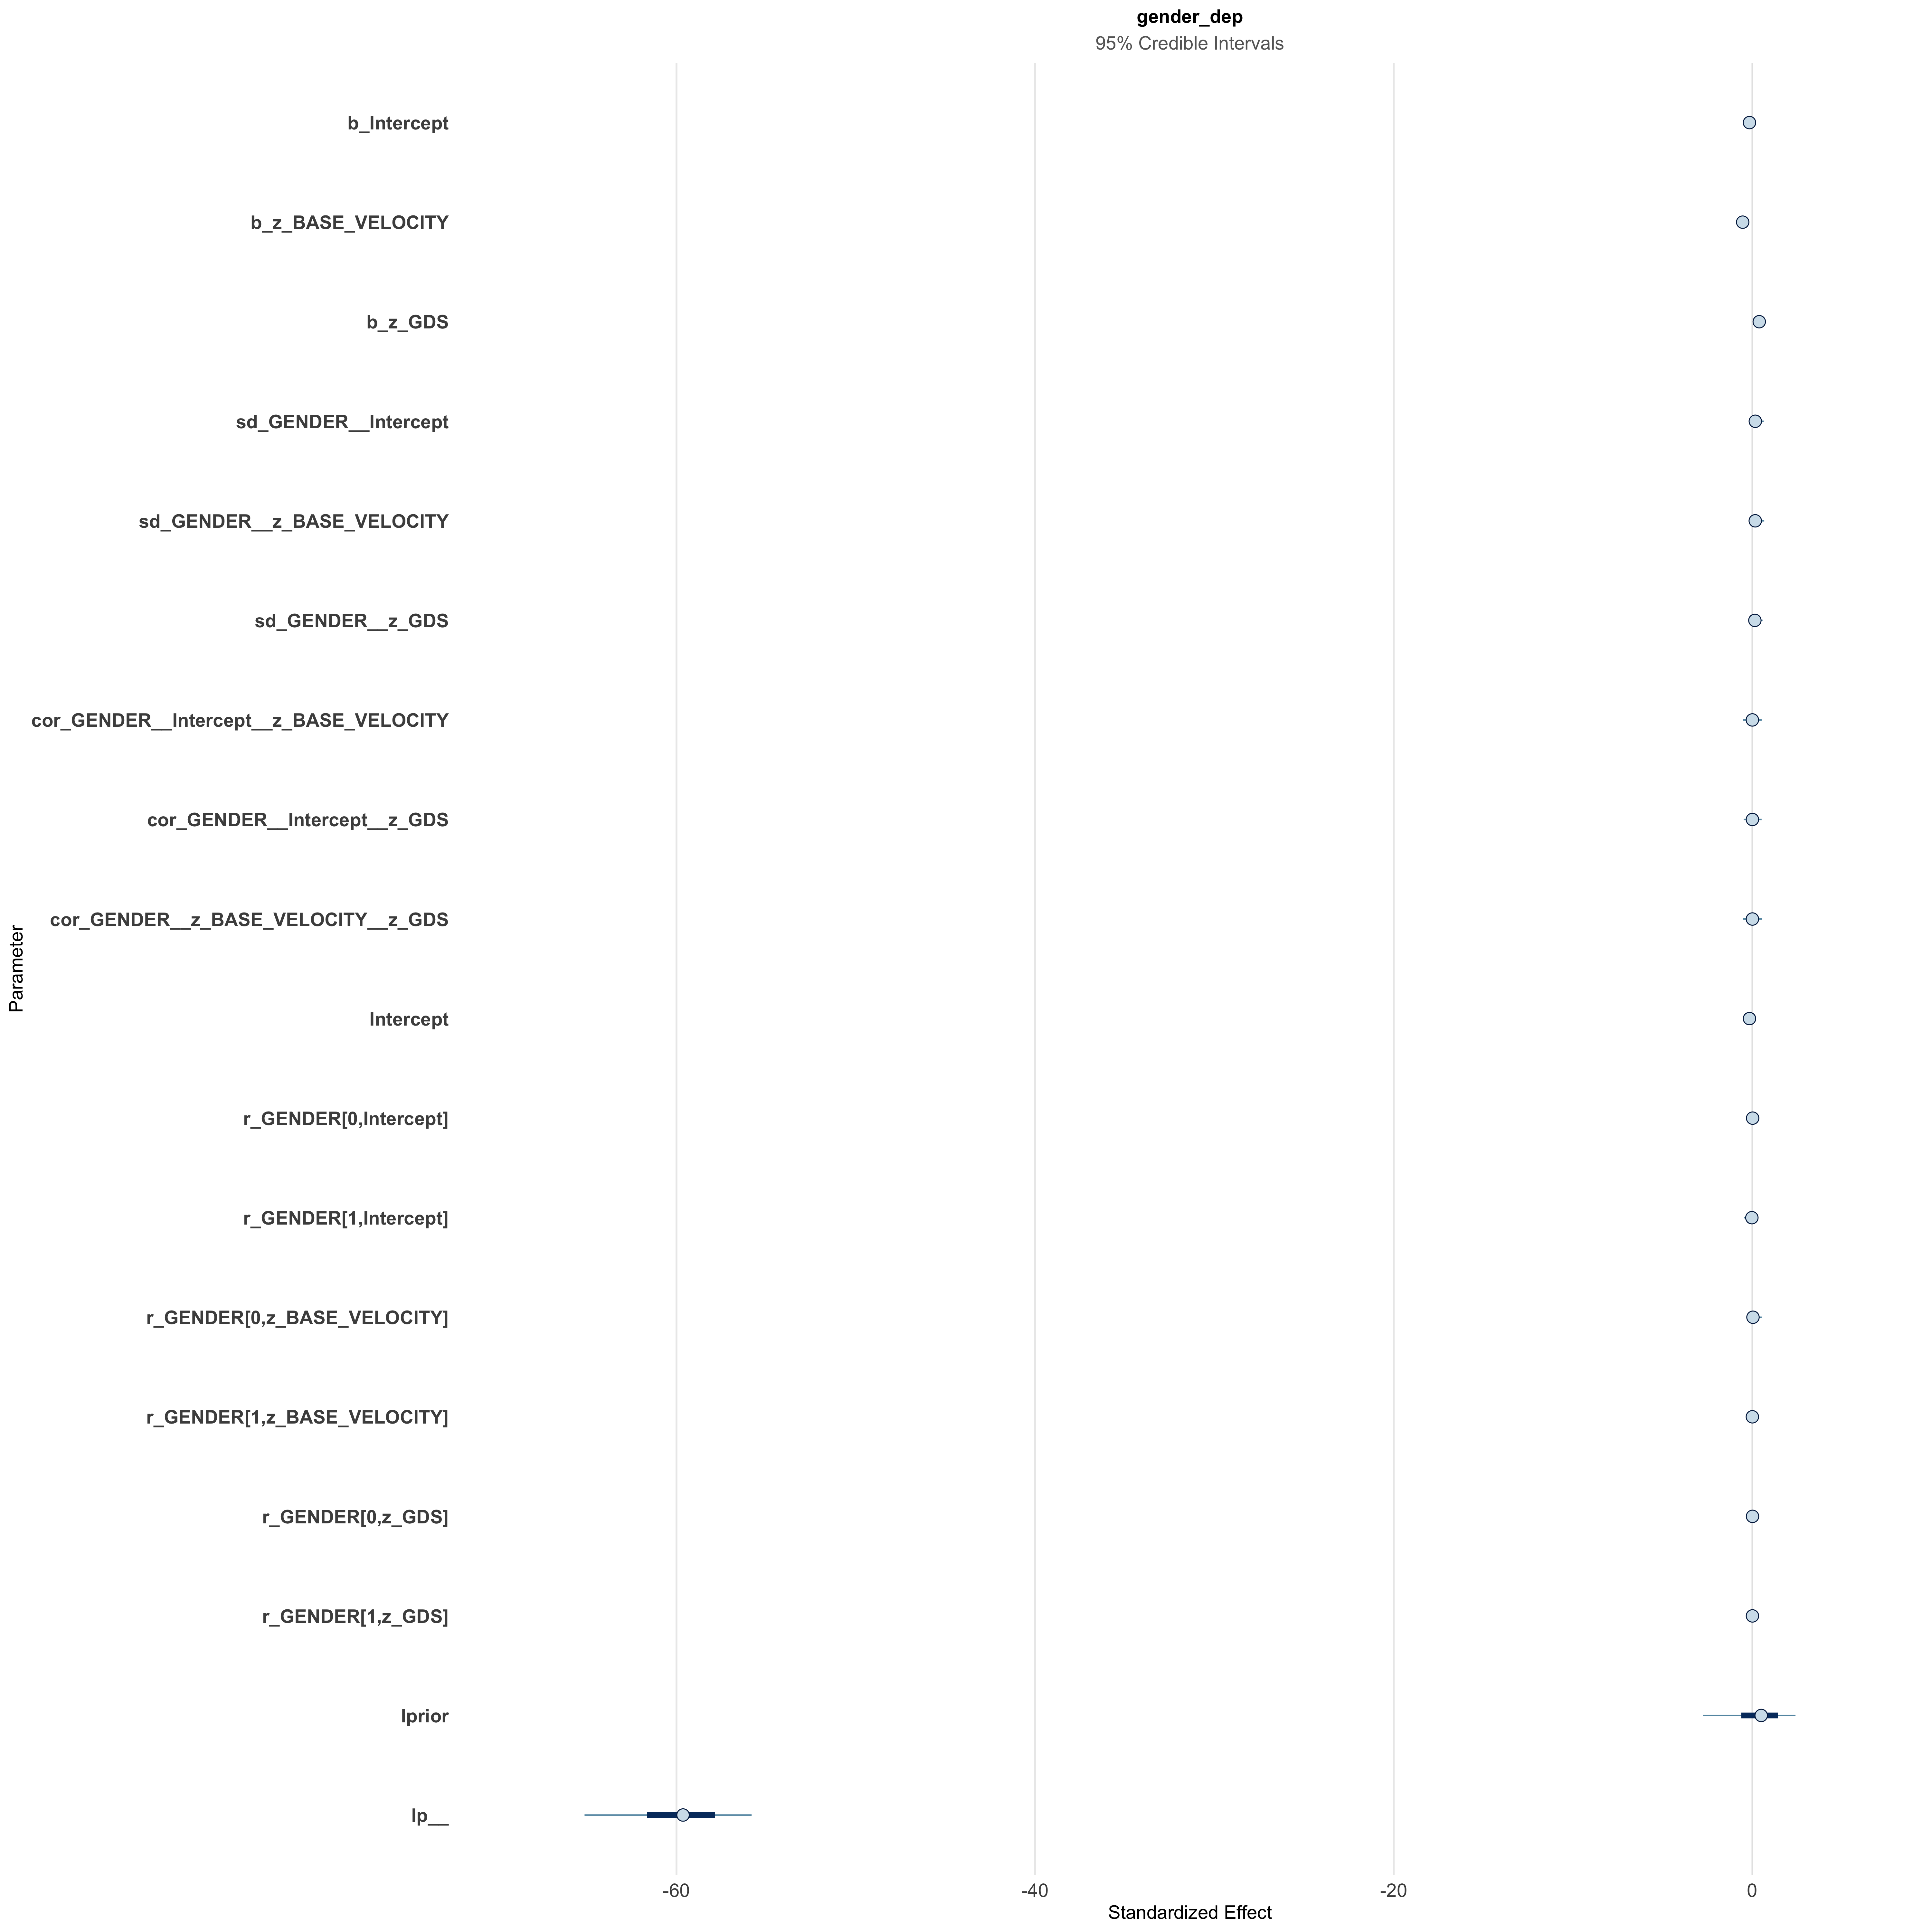 gender_dep
95% Credible Intervals
b_Intercept
b_z_BASE_VELOCITY
b_z_GDS
sd_GENDER__Intercept
sd_GENDER__z_BASE_VELOCITY
sd_GENDER__z_GDS
cor_GENDER__Intercept__z_BASE_VELOCITY
cor_GENDER__Intercept__z_GDS
cor_GENDER__z_BASE_VELOCITY__z_GDS
Intercept
r_GENDER[0,Intercept]
r_GENDER[1,Intercept]
r_GENDER[0,z_BASE_VELOCITY]
r_GENDER[1,z_BASE_VELOCITY]
r_GENDER[0,z_GDS]
r_GENDER[1,z_GDS]
lprior
lp__
Parameter
-60 -40 -20 0
Standardized Effect